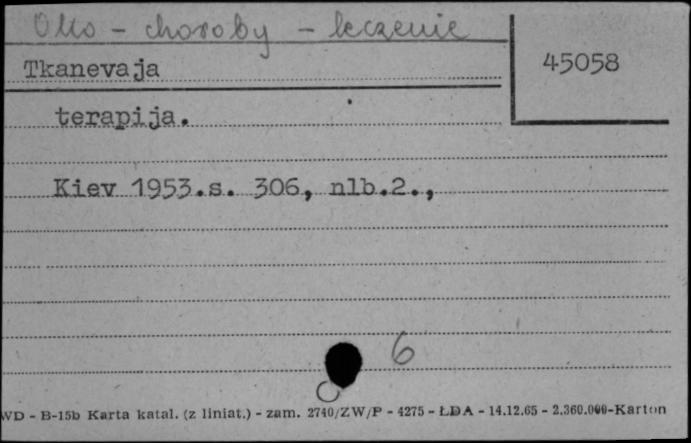 Oko - choroby - leczenie
45058
Tkanevaja
terapija.
Kiev 1953.s. 306, nlb.2.,
6
WD - B-15b Karta katal. (z liniat.) - zam. 2740/ZW/P - 4275 - ŁDA - 14.12.65 - 2.360.000-Karton